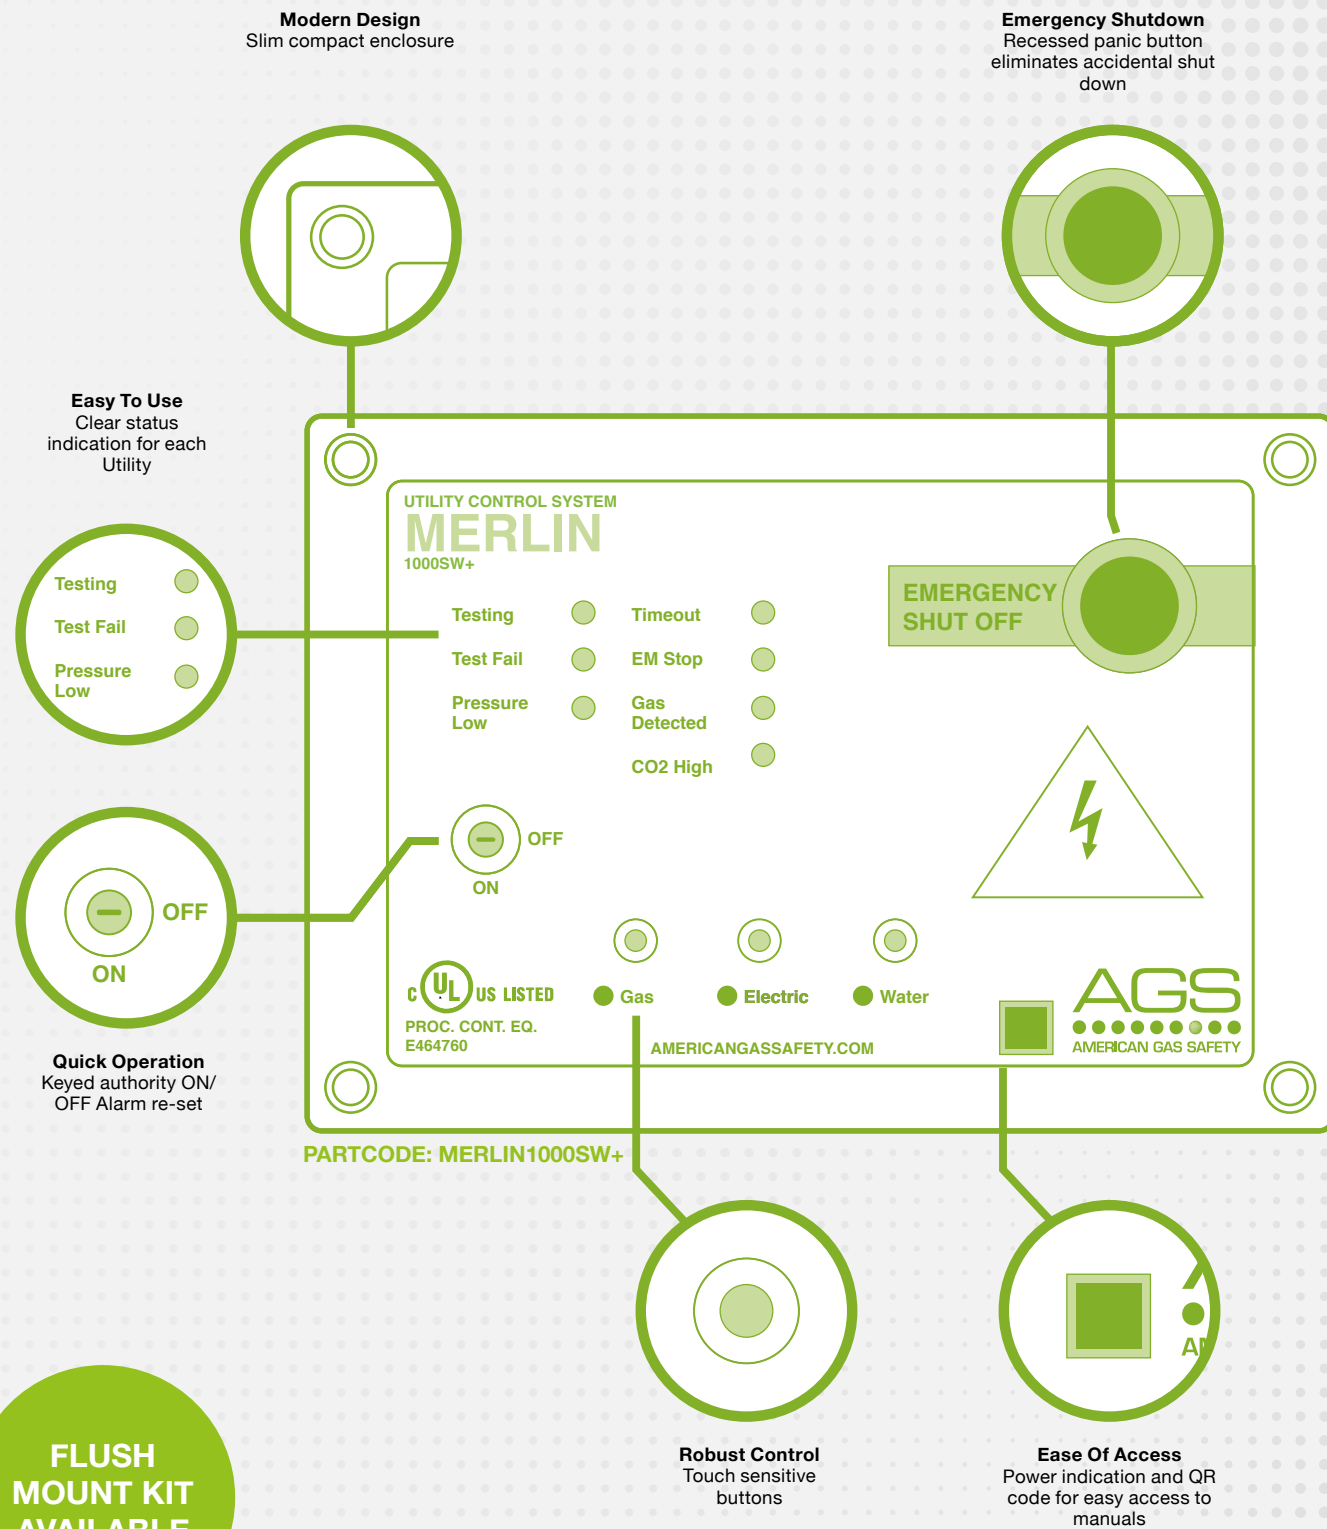 Modern Design
Slim compact enclosure
Emergency Shutdown
Recessed panic button
eliminates accidental shut
down
Easy To Use
Clear status
indication for each
Utility
Testing
Test Fail
Pressure
Low
OFF
ON
Quick Operation
Keyed authority ON/
OFF Alarm re-set
UTILITY CONTROL SYSTEM
MERLIN
1000SW+
Testing
Test Fail
Pressure
Low
Timeout
EM Stop
Gas
Detected
CO2 High
EMERGENCY
SHUT OFF
OFF
ON
C UL US LISTED
PROC. CONT. EQ.
E464760
Gas
Electric
Water
AMERICANGASSAFETY.COM
AGS
AMERICAN GAS SAFETY
PARTCODE: MERLIN1000SW+
Robust Control
Touch sensitive
buttons
Ease Of Access
Power indication and QR
code for easy access to
manuals
FLUSH
MOUNT KIT
AVAILABLE